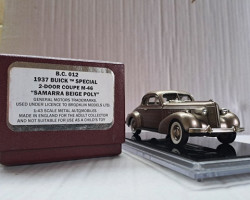 B.C. 012
1937 BUICK ™ SPECIAL
2-DOOR COUPE M-46
"SAMARRA BEIGE POLY"
GENERAL MOTORS TRADEMARKS
USED UNDER LICENCE TO BROOKLIN MODELS LTD.
1:43 SCALE METAL AUTOMOBILES
MADE IN ENGLAND FOR THE ADULT COLLECTOR
AND NOT SUITABLE FOR USE AS A CHILD'S TOY